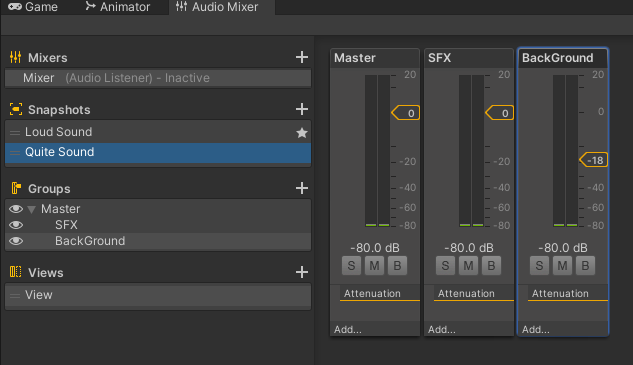 Game Animator Audio Mixer
Mixers +
Mixer (Audio Listener) - Inactive
Snapshots +
Loud Sound
Quite Sound
Groups +
Master
SFX
BackGround
Views +
View
Master SFX BackGround
20 20 20
0 0 0
-18
-20 -20 -20
-40 -40 -40
-60 -60 -60
-80 -80 -80
-80.0 dB -80.0 dB -80.0 dB
S M B S M B S M B
Attenuation Attenuation Attenuation
Add... Add... Add...